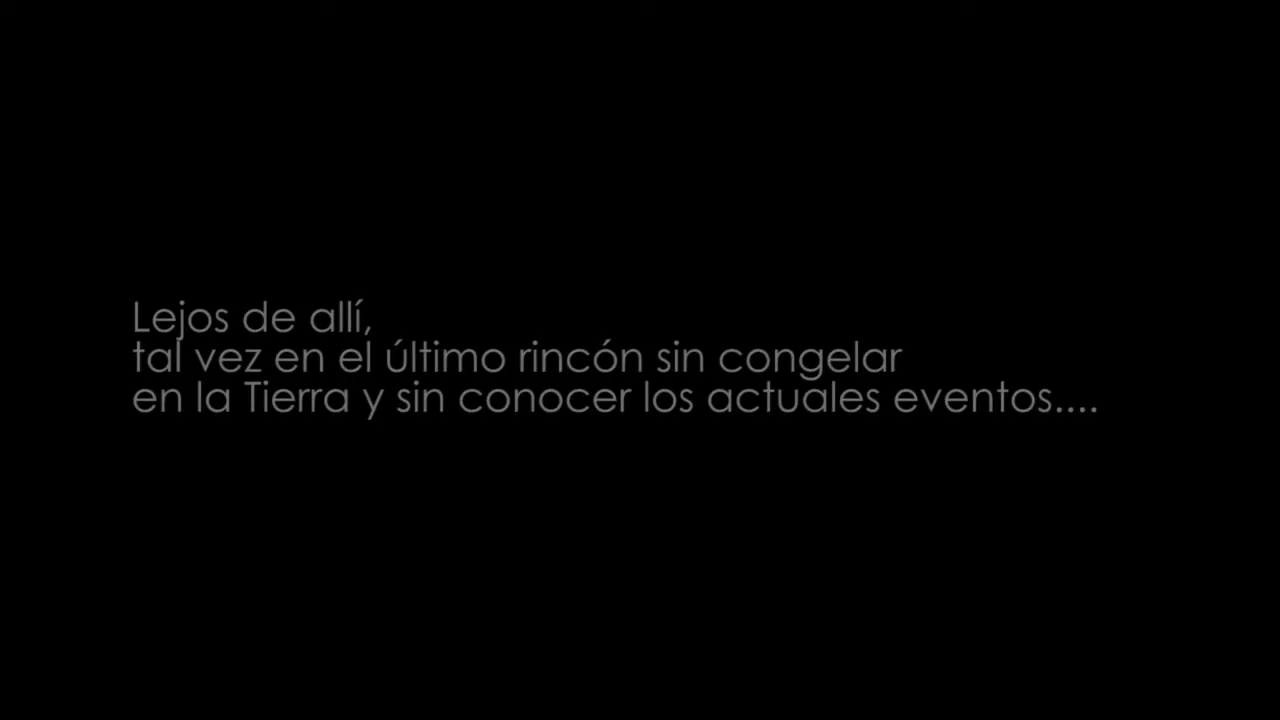 Lejos de allí,
tal vez en el último rincón sin congelar
en la Tierra y sin conocer los actuales eventos....